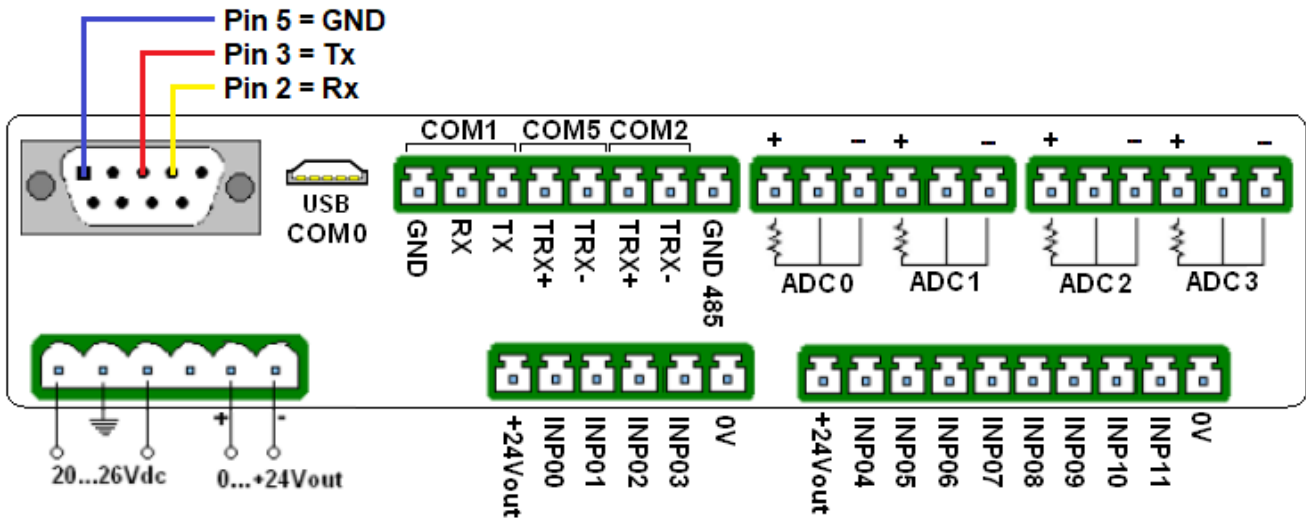 Pin 5 = GND
Pin 3 = Tx
Pin 2 = Rx
COM1 COM5 COM2
+ - + - + - + -
USB
COM0
GND
RX
TX
TRX+
TRX-
TRX+
TRX-
GND 485
ADC0 ADC1 ADC2 ADC3
+ -
20...26Vdc 0...+24Vout
+24Vout
INP00
INP01
INP02
INP03
0V
+24Vout
INP04
INP05
INP06
INP07
INP08
INP09
INP10
INP11
0V